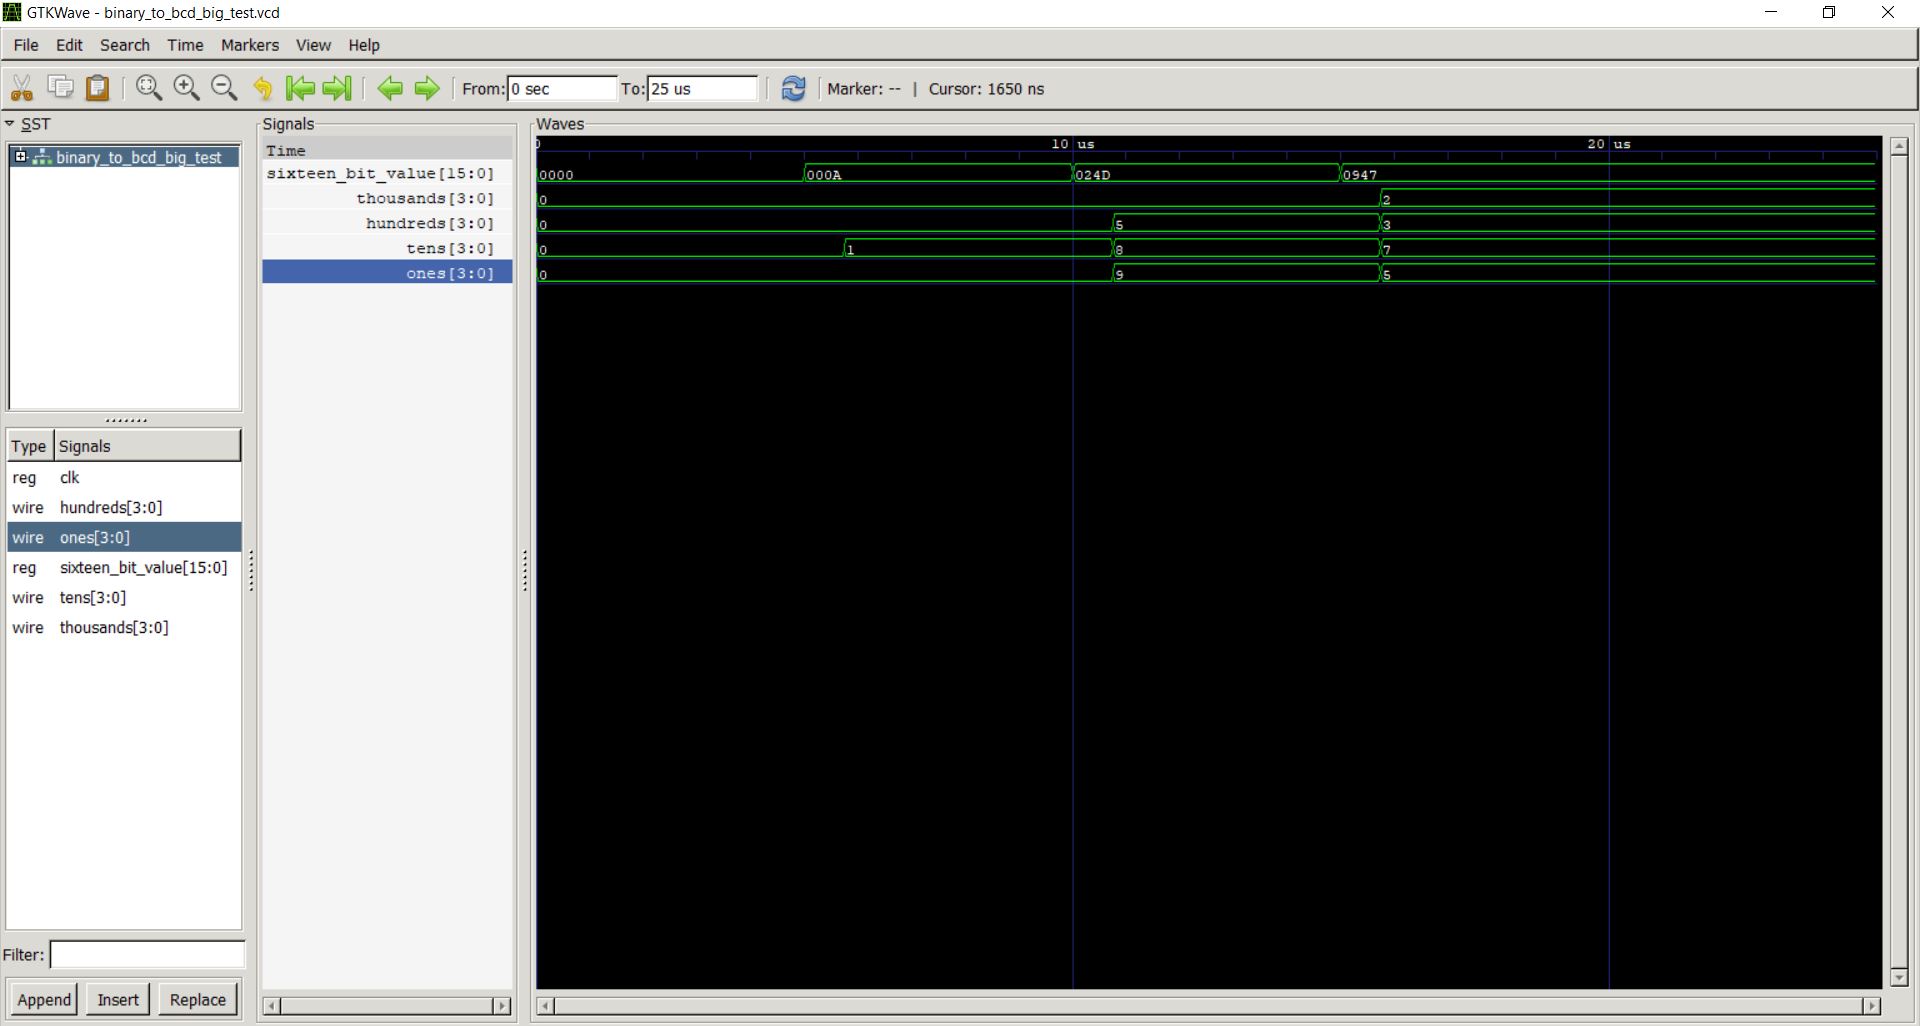 GTKWave - binary_to_bcd_big_test.vcd
File Edit Search Time Markers View Help
From: 0 sec To: 25 us Marker: -- | Cursor: 1650 ns
SST
binary_to_bcd_big_test
Type Signals
reg clk
wire hundreds[3:0]
wire ones[3:0]
reg sixteen_bit_value[15:0]
wire tens[3:0]
wire thousands[3:0]
Filter:
Append Insert Replace
Signals
Time
sixteen_bit_value[15:0]
thousands[3:0]
hundreds[3:0]
tens[3:0]
ones[3:0]
Waves
0 10 us 20 us
0000 000A 024D 0947
0 2
0 5 3
0 1 8 7
0 9 5